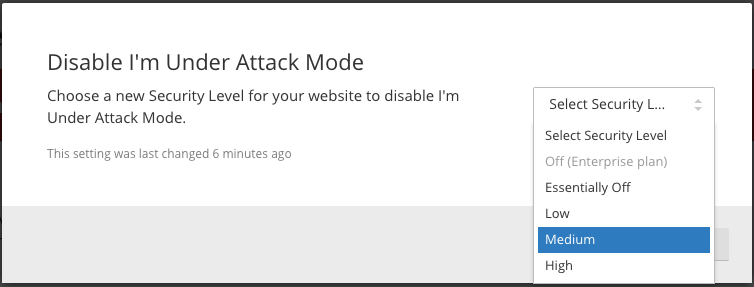 Disable I'm Under Attack Mode
Choose a new Security Level for your website to disable I'm
Under Attack Mode.
This setting was last changed 6 minutes ago
Select Security L...
Select Security Level
Off (Enterprise plan)
Essentially Off
Low
Medium
High